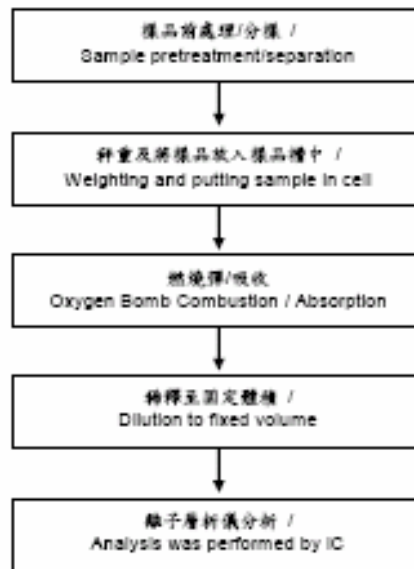 樣品前處理/分樣 /
Sample pretreatment/separation
秤重及將樣品放入樣品槽中 /
Weighting and putting sample in cell
燃燒彈/吸收
Oxygen Bomb Combustion / Absorption
稀釋至固定體積 /
Dilution to fixed volume
離子層析儀分析 /
Analysis was performed by IC